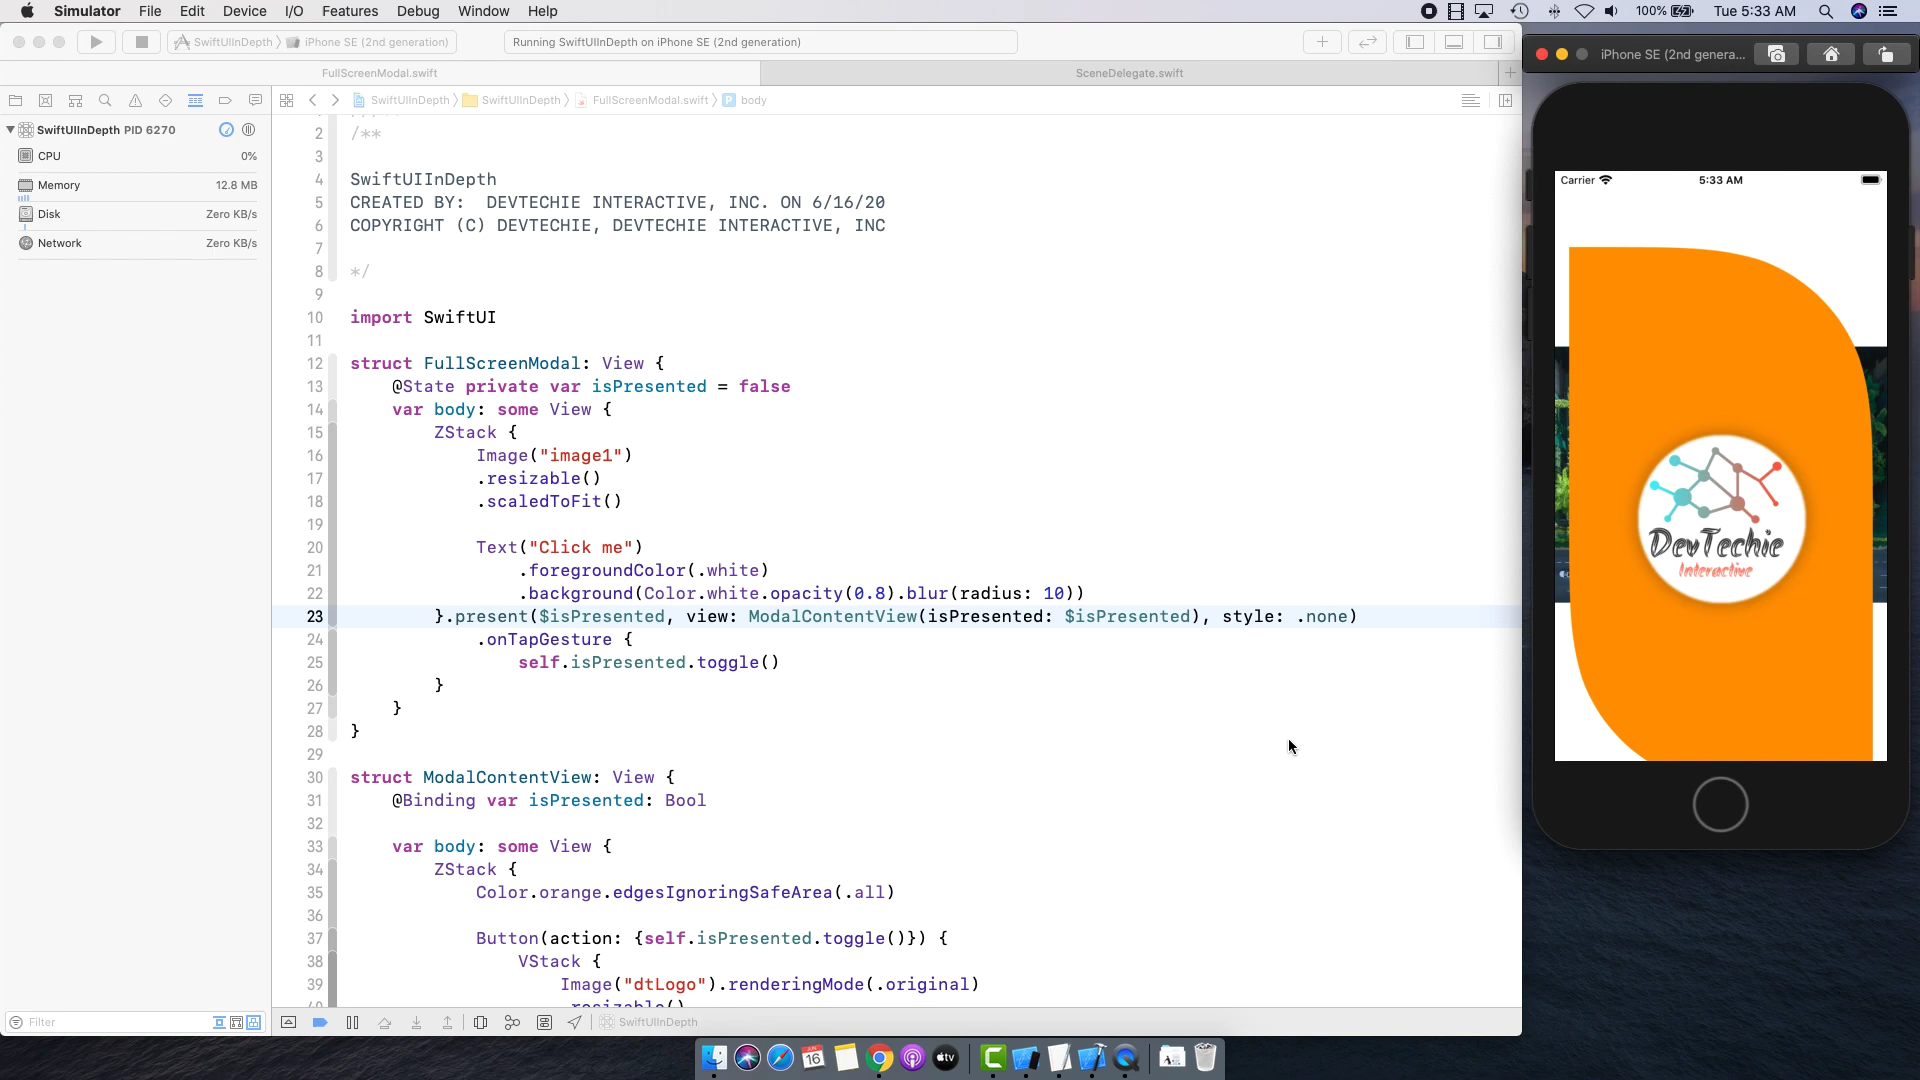 Simulator File Edit Device I/O Features Debug Window Help
100% Tue 5:33 AM
SwiftUIInDepth iPhone SE (2nd generation)
Running SwiftUIInDepth on iPhone SE (2nd generation)
FullScreenModal.swift
SceneDelegate.swift
SwiftUIInDepth SwiftUIInDepth FullScreenModal.swift P body
SwiftUIInDepth PID 6270
CPU 0%
Memory 12.8 MB
Disk Zero KB/s
Network Zero KB/s
Filter
2 /**
3
4 SwiftUIInDepth
5 CREATED BY: DEVTECHIE INTERACTIVE, INC. ON 6/16/20
6 COPYRIGHT (C) DEVTECHIE, DEVTECHIE INTERACTIVE, INC
7
8 */
9
10 import SwiftUI
11
12 struct FullScreenModal: View {
13 @State private var isPresented = false
14 var body: some View {
15 ZStack {
16 Image("image1")
17 .resizable()
18 .scaledToFit()
19
20 Text("Click me")
21 .foregroundColor(.white)
22 .background(Color.white.opacity(0.8).blur(radius: 10))
23 }.present($isPresented, view: ModalContentView(isPresented: $isPresented), style: .none)
24 .onTapGesture {
25 self.isPresented.toggle()
26 }
27 }
28 }
29
30 struct ModalContentView: View {
31 @Binding var isPresented: Bool
32
33 var body: some View {
34 ZStack {
35 Color.orange.edgesIgnoringSafeArea(.all)
36
37 Button(action: {self.isPresented.toggle()}) {
38 VStack {
39 Image("dtLogo").renderingMode(.original)
40 .resizable()
SwiftUIInDepth
iPhone SE (2nd genera...
Carrier 5:33 AM
DevTechie
Interactive
16
tv